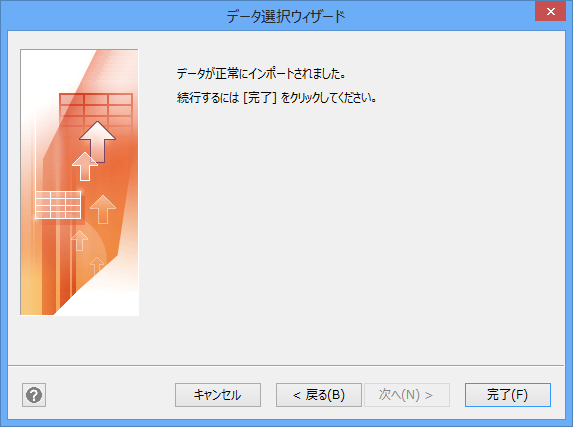 データ選択ウィザード
データが正常にインポートされました。
続行するには [完了] をクリックしてください。
?
キャンセル
< 戻る(B)
次へ(N) >
完了(F)